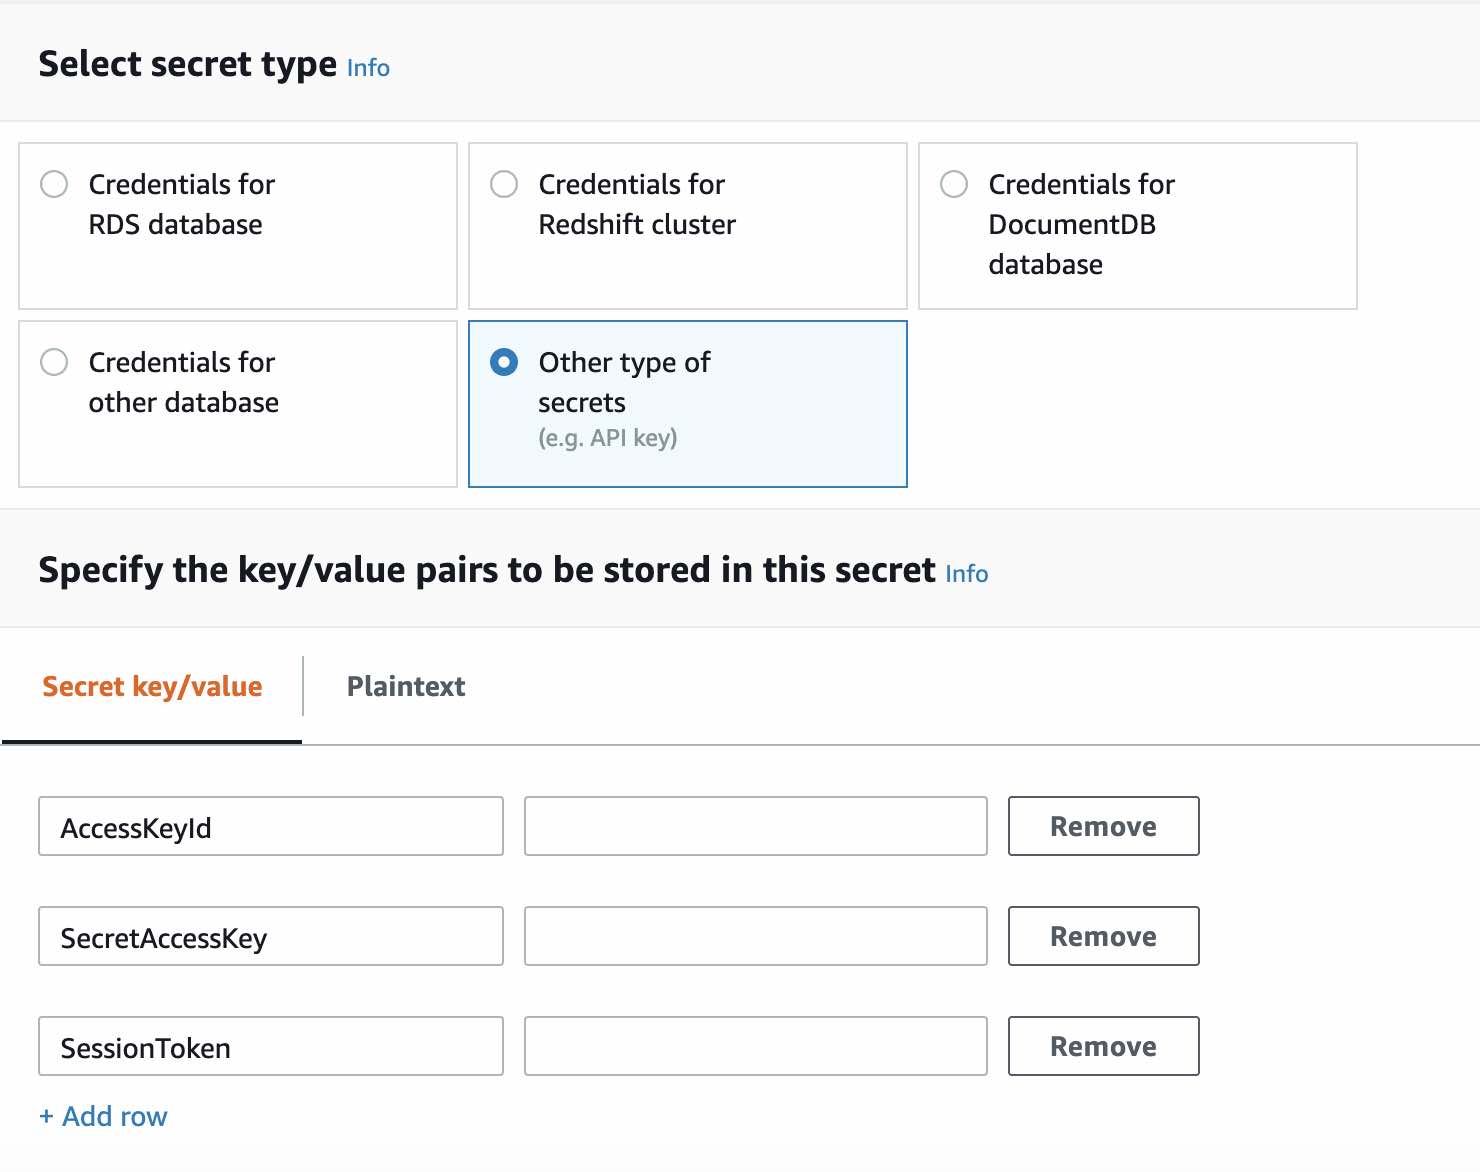 Select secret type Info
Credentials for
RDS database
Credentials for
Redshift cluster
Credentials for
DocumentDB
database
Credentials for
other database
Other type of
secrets
(e.g. API key)
Specify the key/value pairs to be stored in this secret Info
Secret key/value
Plaintext
AccessKeyId
Remove
SecretAccessKey
Remove
SessionToken
Remove
+ Add row